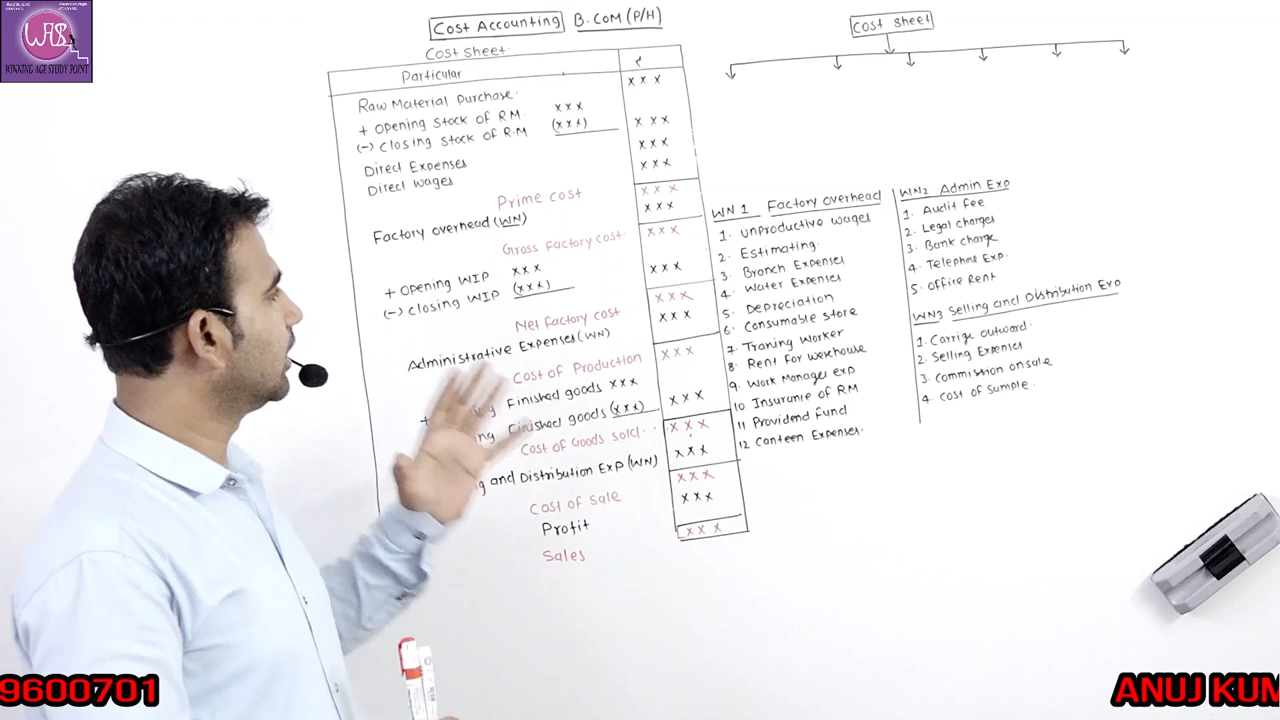 WAS
WINNING AGE STUDY POINT
Cost Accounting B.COM (P/H)
Cost Sheet
Particular ₹
Raw Material Purchase. xxx
+ Opening Stock of RM. xxx
(-) Closing Stock of R.M (xxx) xxx
Direct Expenses xxx
Direct Wages xxx
Prime cost xxx
Factory overhead (WN) xxx
Gross Factory cost xxx
+ Opening WIP xxx
(-) Closing WIP (xxx) xxx
Net factory cost xxx
Administrative Expenses (WN) xxx
Cost of Production xxx
+ Finished goods xxx
Finished goods (xxx) xxx
Cost of Goods sold. xxx
and Distribution Exp (WN) xxx
Cost of Sale xxx
Profit xxx
Sales xxx
Cost Sheet
WN 1 Factory overhead
1. Unproductive wages
2. Estimating.
3. Branch Expenses
4. Water Expenses
5. Depreciation
6. Consumable store
7. Traning Worker
8. Rent for werhouse
9. Work Manager exp
10 Insurance of RM
11 Providend fund
12 Canteen Expenses.
WN2 Admin Exp
1. Audit fee
2. Legal charges
3. Bank charge
4. Telephone Exp.
5. Office Rent
WN3 Selling and Distribution Exp
1. Carrige outward.
2. Selling Expenses
3. Commission on sale
4. Cost of Sample.
9600701
ANUJ KUM